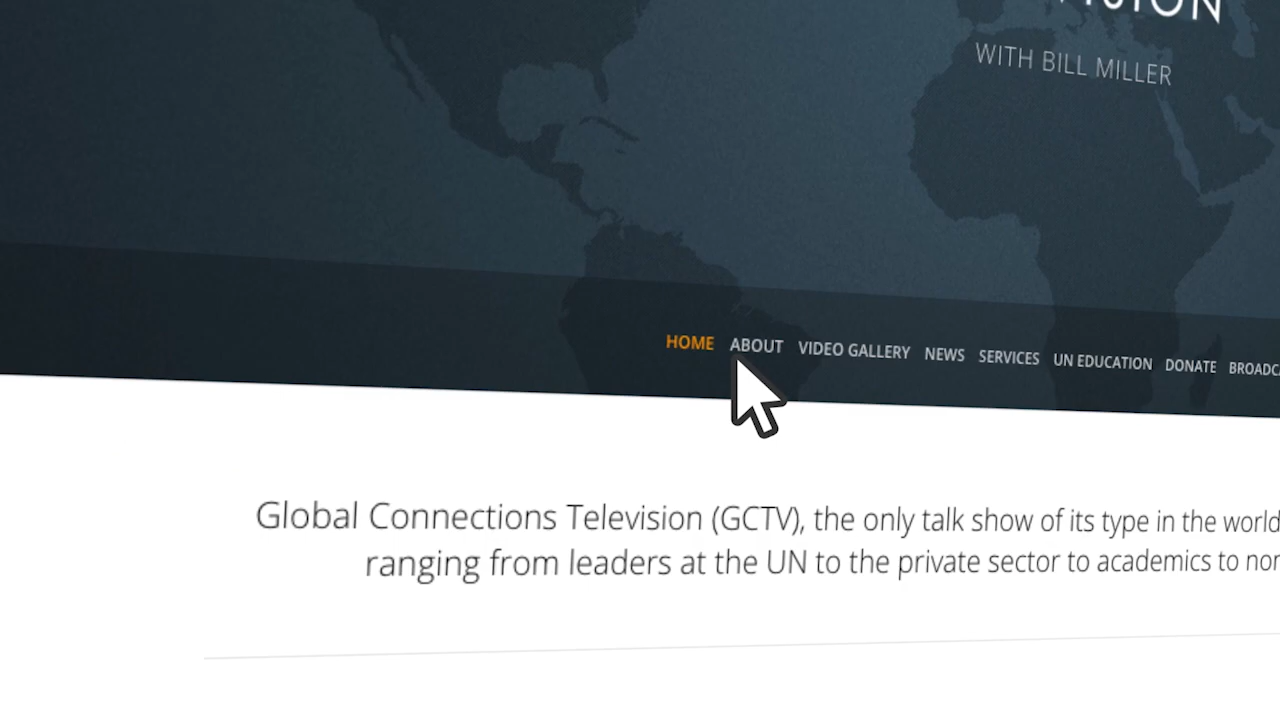 WITH BILL MILLER
HOME ABOUT VIDEO GALLERY NEWS SERVICES UN EDUCATION DONATE
Global Connections Television (GCTV), the only talk show of its type in the world
ranging from leaders at the UN to the private sector to academics to